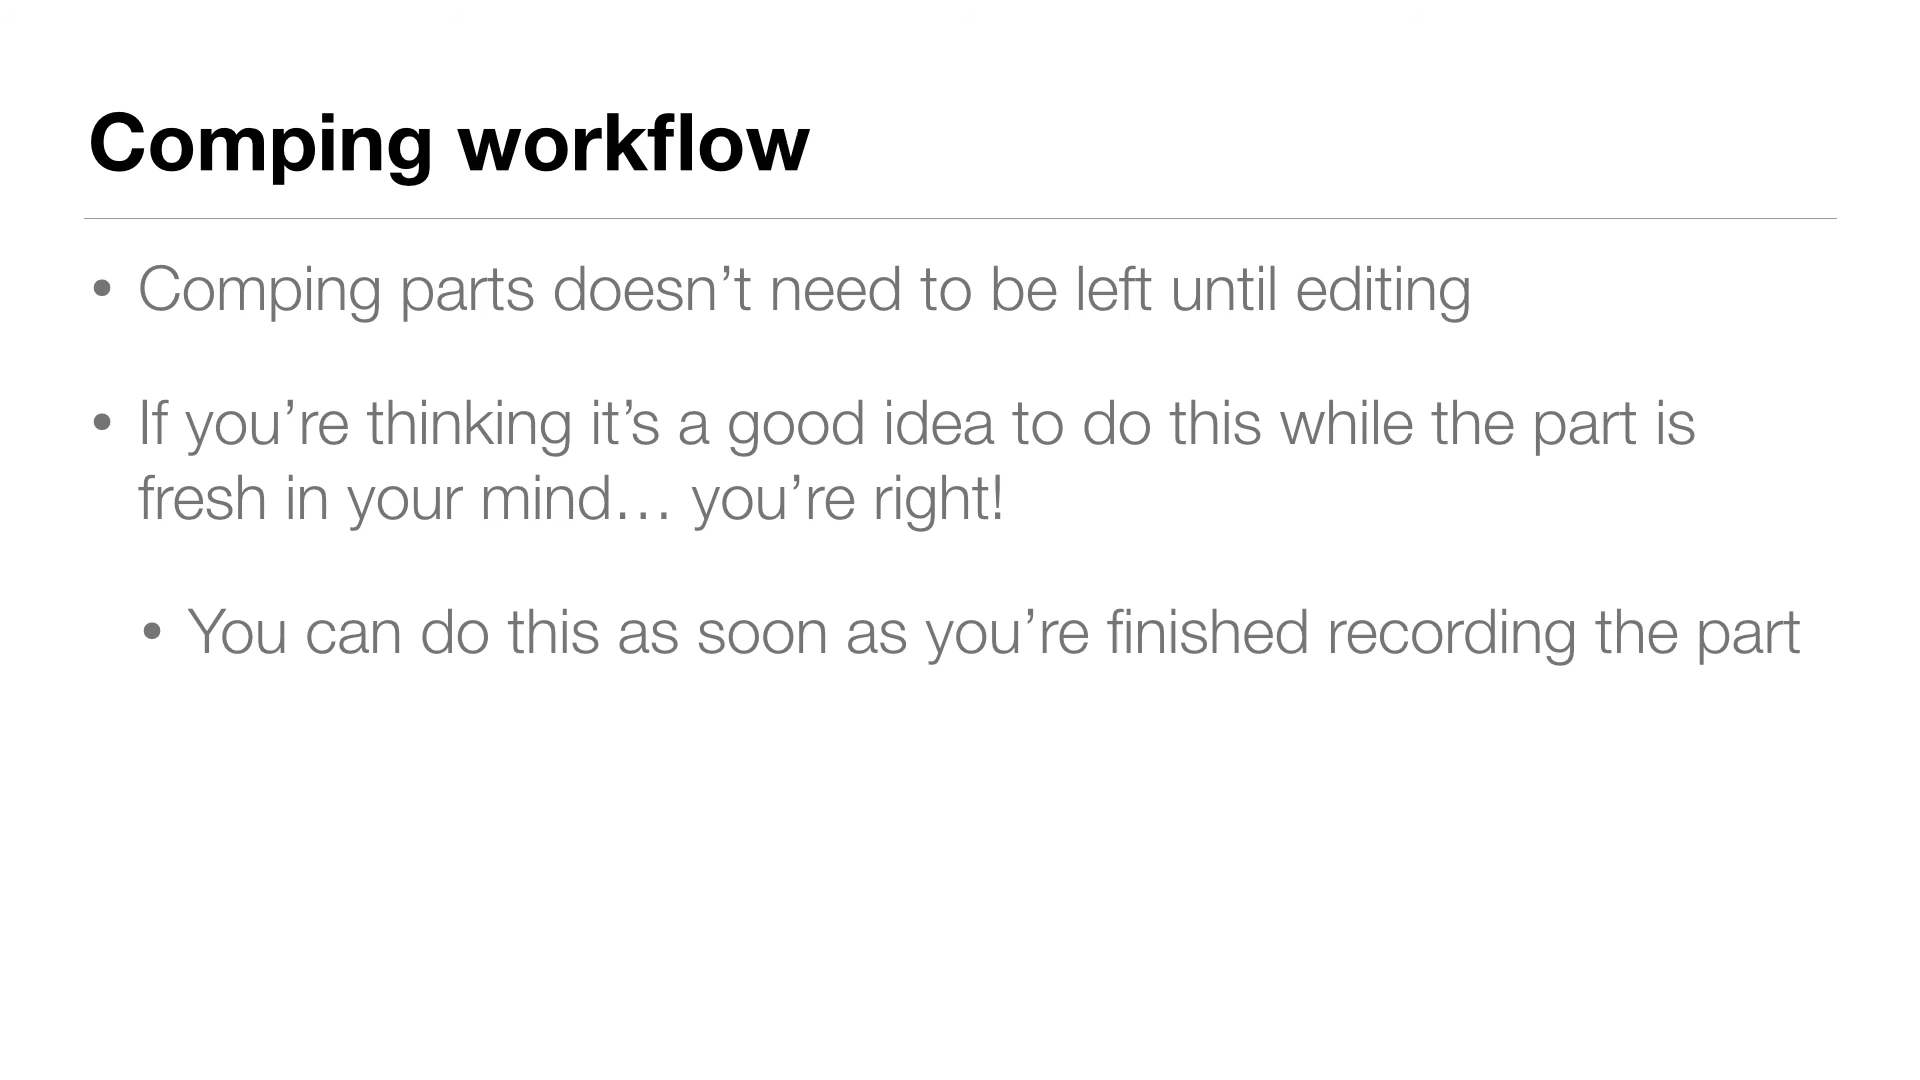 Comping workflow
• Comping parts doesn’t need to be left until editing
• If you’re thinking it’s a good idea to do this while the part is
fresh in your mind… you’re right!
• You can do this as soon as you’re finished recording the part